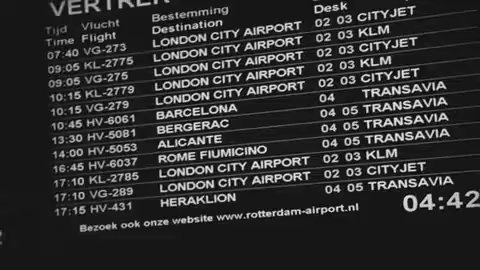 VERTREK
Tijd Vlucht Bestemming
Time Flight Destination Desk
07:40 VG-273 LONDON CITY AIRPORT 02 03 CITYJET
09:05 KL-2775 LONDON CITY AIRPORT 02 03 KLM
09:05 VG-275 LONDON CITY AIRPORT 02 03 CITYJET
10:15 KL-2779 LONDON CITY AIRPORT 02 03 KLM
10:15 VG-279 LONDON CITY AIRPORT 02 03 CITYJET
10:45 HV-6061 BARCELONA 04 TRANSAVIA
13:30 HV-5081 BERGERAC 04 05 TRANSAVIA
14:00 HV-5053 ALICANTE 04 05 TRANSAVIA
16:45 HV-6037 ROME FIUMICINO 04 05 TRANSAVIA
17:10 KL-2785 LONDON CITY AIRPORT 02 03 KLM
17:10 VG-289 LONDON CITY AIRPORT 02 03 CITYJET
17:15 HV-431 HERAKLION 04 05 TRANSAVIA
Bezoek ook onze website www.rotterdam-airport.nl 04:42